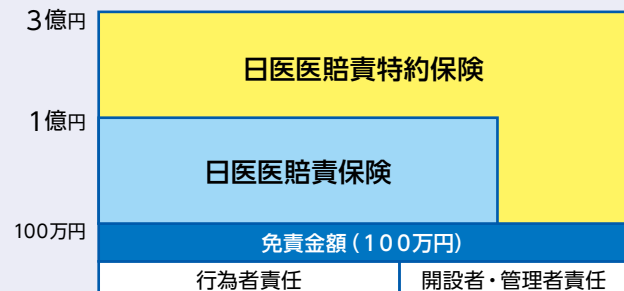 3億円
日医医賠責特約保険
1億円
日医医賠責保険
100万円
免責金額（100万円）
行為者責任
開設者・管理者責任